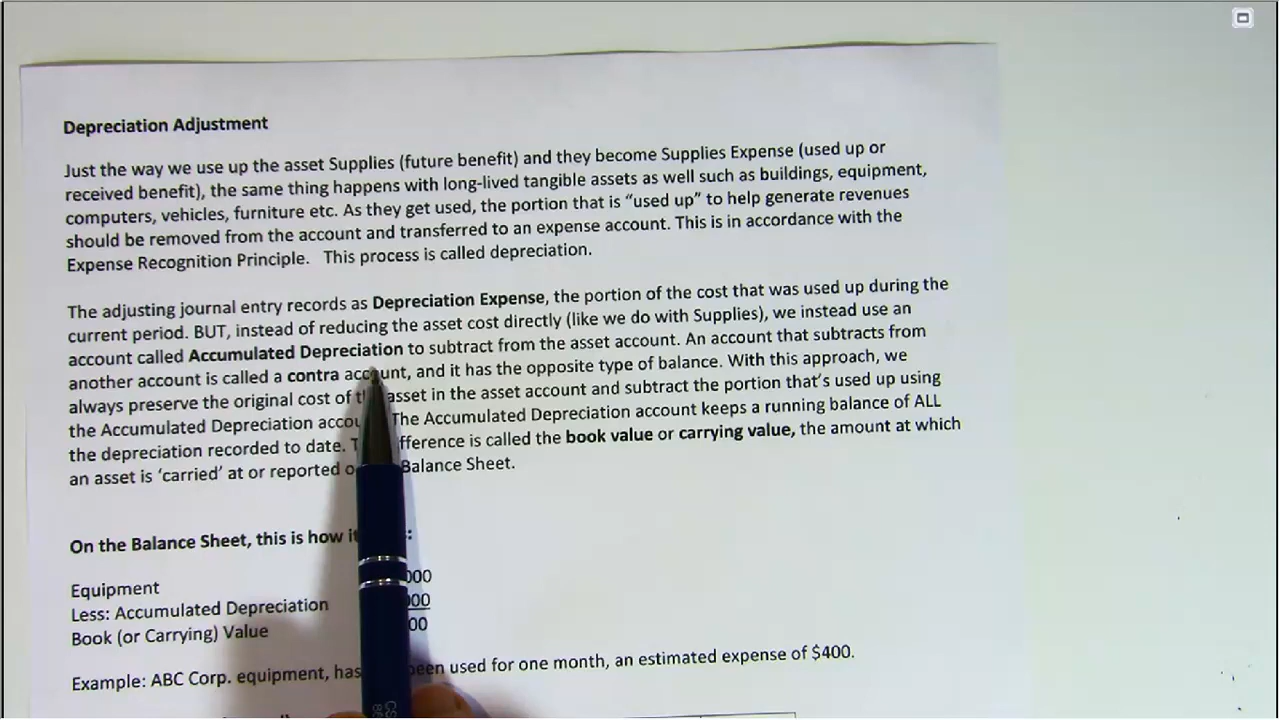 Depreciation Adjustment
Just the way we use up the asset Supplies (future benefit) and they become Supplies Expense (used up or
received benefit), the same thing happens with long-lived tangible assets as well such as buildings, equipment,
computers, vehicles, furniture etc. As they get used, the portion that is “used up” to help generate revenues
should be removed from the account and transferred to an expense account. This is in accordance with the
Expense Recognition Principle. This process is called depreciation.
The adjusting journal entry records as Depreciation Expense, the portion of the cost that was used up during the
current period. BUT, instead of reducing the asset cost directly (like we do with Supplies), we instead use an
account called Accumulated Depreciation to subtract from the asset account. An account that subtracts from
another account is called a contra account, and it has the opposite type of balance. With this approach, we
always preserve the original cost of asset in the asset account and subtract the portion that’s used up using
the Accumulated Depreciation The Accumulated Depreciation account keeps a running balance of ALL
the depreciation recorded to date. is called the book value or carrying value, the amount at which
an asset is ‘carried’ at or reported Balance Sheet.
On the Balance Sheet, this is how
Equipment
Less: Accumulated Depreciation
Book (or Carrying) Value
Example: ABC Corp. equipment, has been used for one month, an estimated expense of $400.